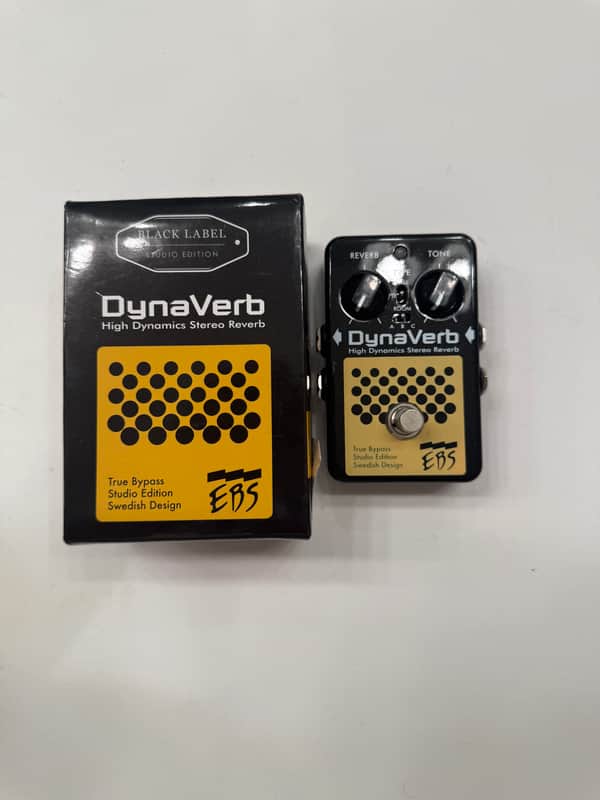 BLACK LABEL
STUDIO EDITION
DynaVerb
High Dynamics Stereo Reverb
True Bypass
Studio Edition
Swedish Design
EBS
REVERB
TONE
ROOM
A B C
DynaVerb
High Dynamics Stereo Reverb
True Bypass
Studio Edition
Swedish Design
EBS